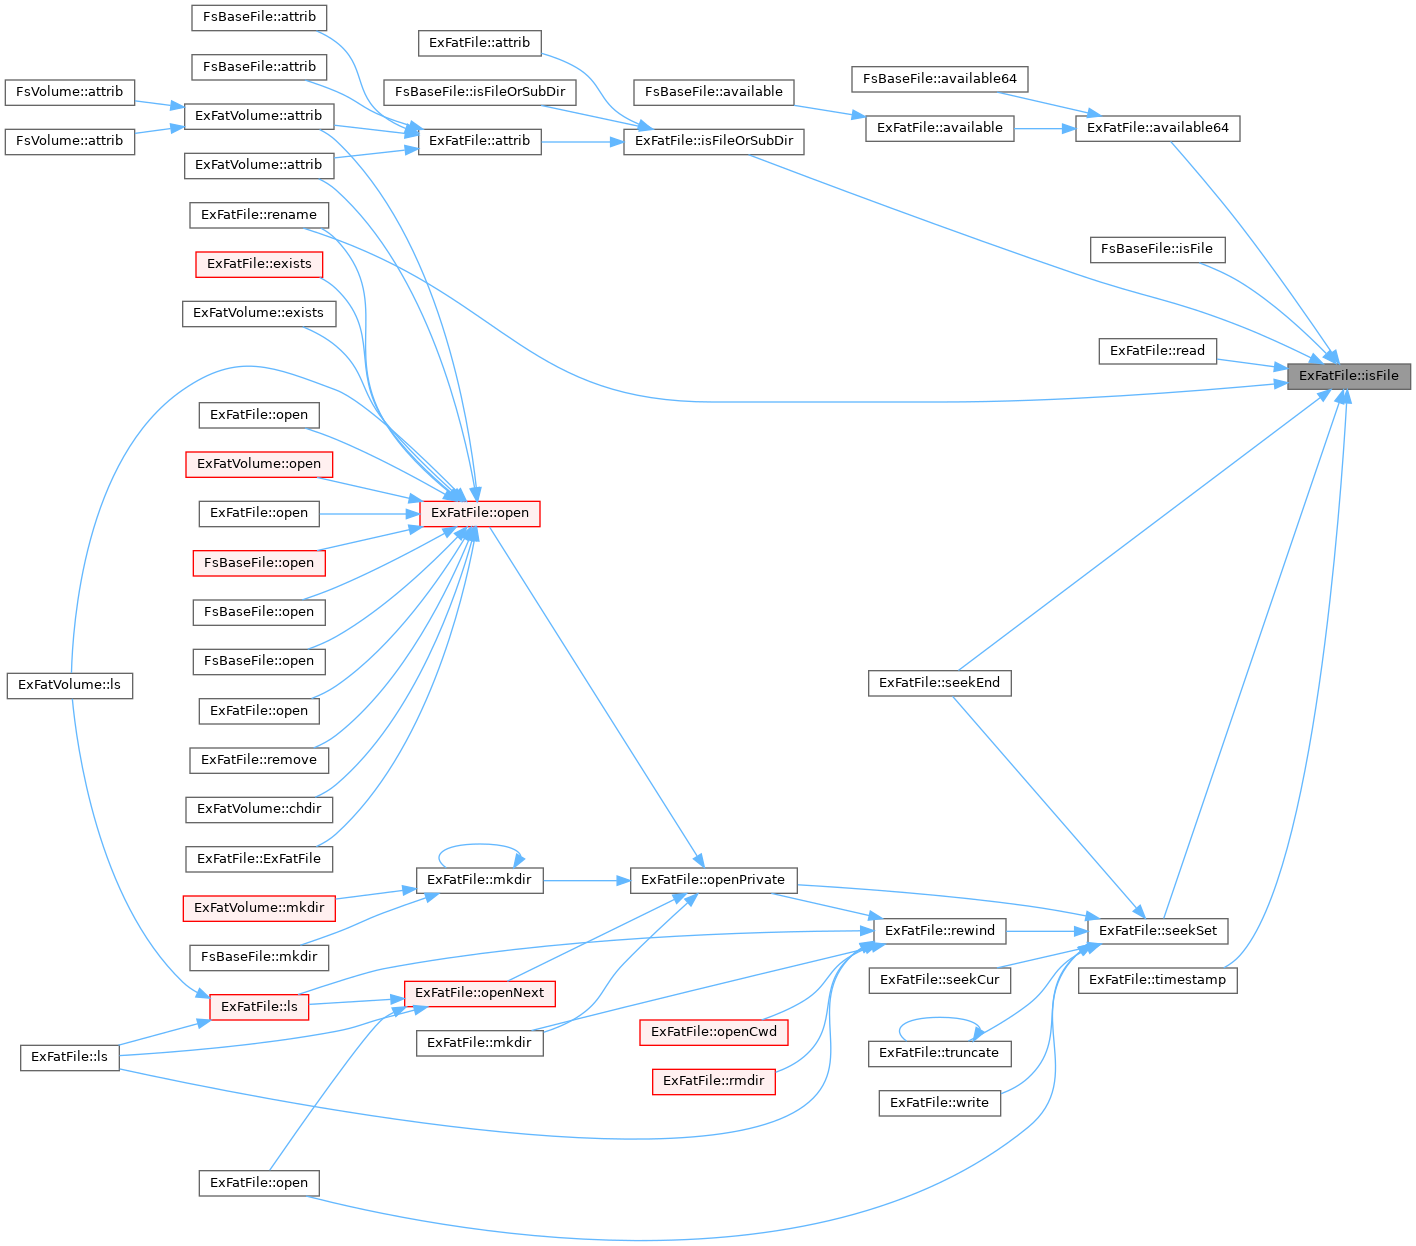 FsBaseFile::attrib
ExFatFile::attrib
FsBaseFile::attrib
FsBaseFile::available64
FsVolume::attrib
FsBaseFile::isFileOrSubDir
FsBaseFile::available
ExFatVolume::attrib
ExFatFile::available
ExFatFile::available64
FsVolume::attrib
ExFatFile::attrib
ExFatFile::isFileOrSubDir
ExFatVolume::attrib
ExFatFile::rename
FsBaseFile::isFile
ExFatFile::exists
ExFatVolume::exists
ExFatFile::read
ExFatFile::isFile
ExFatFile::open
ExFatVolume::open
ExFatFile::open
ExFatFile::open
FsBaseFile::open
FsBaseFile::open
FsBaseFile::open
ExFatVolume::ls
ExFatFile::seekEnd
ExFatFile::open
ExFatFile::remove
ExFatVolume::chdir
ExFatFile::ExFatFile
ExFatFile::mkdir
ExFatFile::openPrivate
ExFatVolume::mkdir
ExFatFile::rewind
ExFatFile::seekSet
FsBaseFile::mkdir
ExFatFile::seekCur
ExFatFile::timestamp
ExFatFile::openNext
ExFatFile::ls
ExFatFile::openCwd
ExFatFile::mkdir
ExFatFile::truncate
ExFatFile::ls
ExFatFile::rmdir
ExFatFile::write
ExFatFile::open